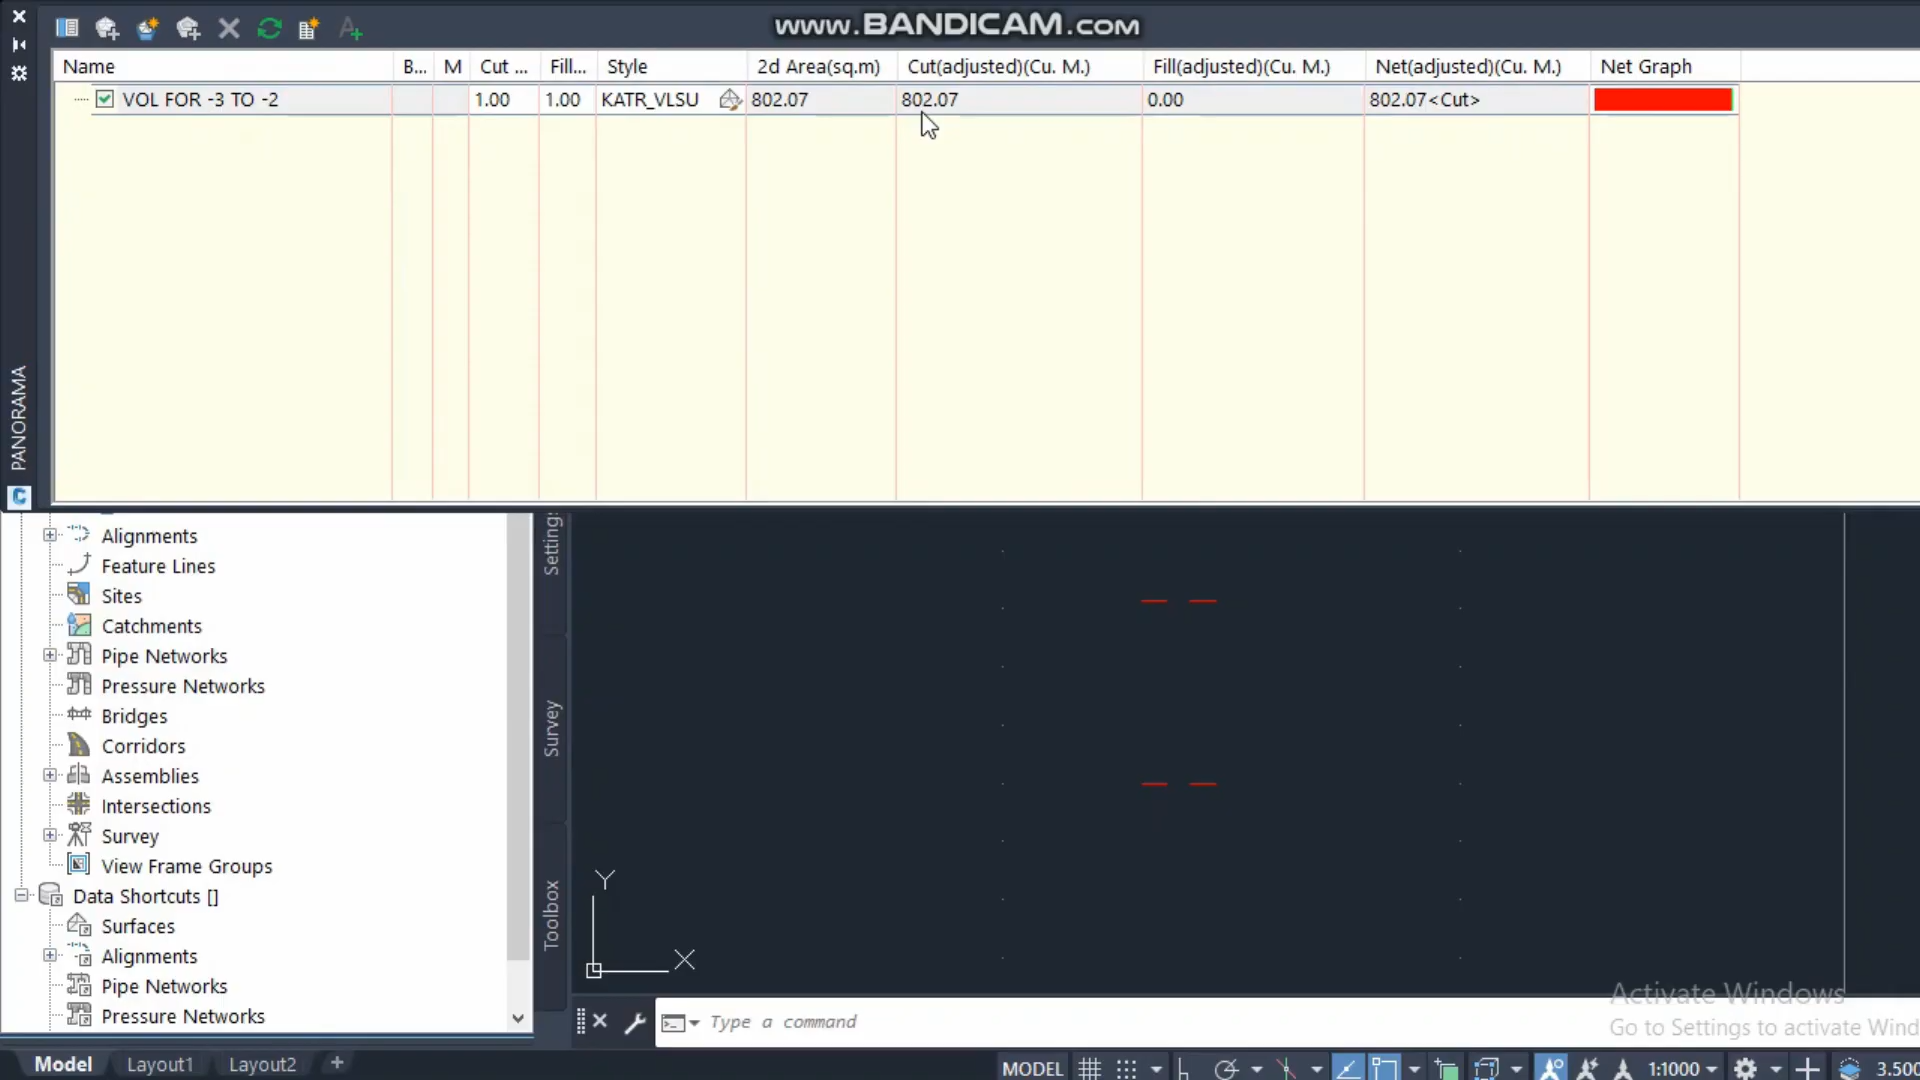 www.BANDICAM.com
Name B... M Cut ... Fill... Style 2d Area(sq.m) Cut(adjusted)(Cu. M.) Fill(adjusted)(Cu. M.) Net(adjusted)(Cu. M.) Net Graph
VOL FOR -3 TO -2 1.00 1.00 KATR_VLSU 802.07 802.07 0.00 802.07<Cut>
PANORAMA
C
Alignments
Feature Lines
Sites
Catchments
Pipe Networks
Pressure Networks
Bridges
Corridors
Assemblies
Intersections
Survey
View Frame Groups
Data Shortcuts []
Surfaces
Alignments
Pipe Networks
Pressure Networks
Settings
Survey
Toolbox
Y
X
Activate Windows
Go to Settings to activate Wind
Type a command
Model Layout1 Layout2 +
MODEL 1:1000 3.500